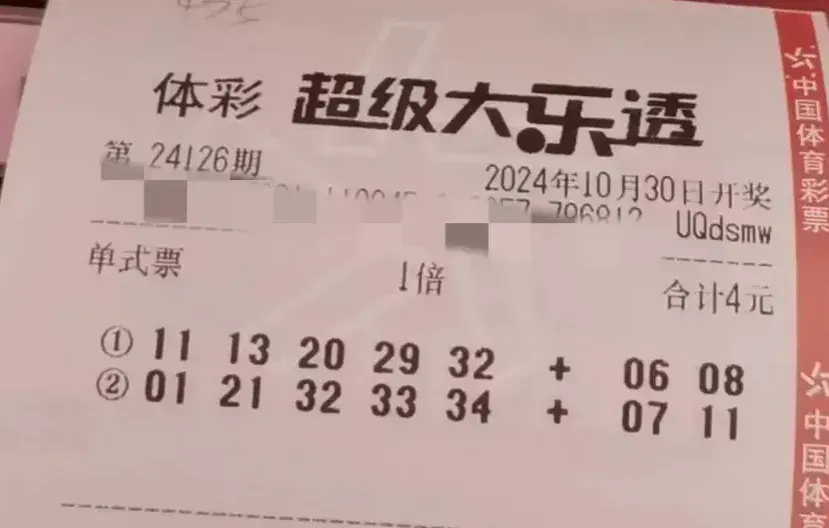 体彩 超级大乐透
第 24126期
2024年10月30日开奖
796812 UQdsmw
单式票 1倍 合计4元
① 11 13 20 29 32 + 06 08
② 01 21 32 33 34 + 07 11
中国体育彩票
中国体育